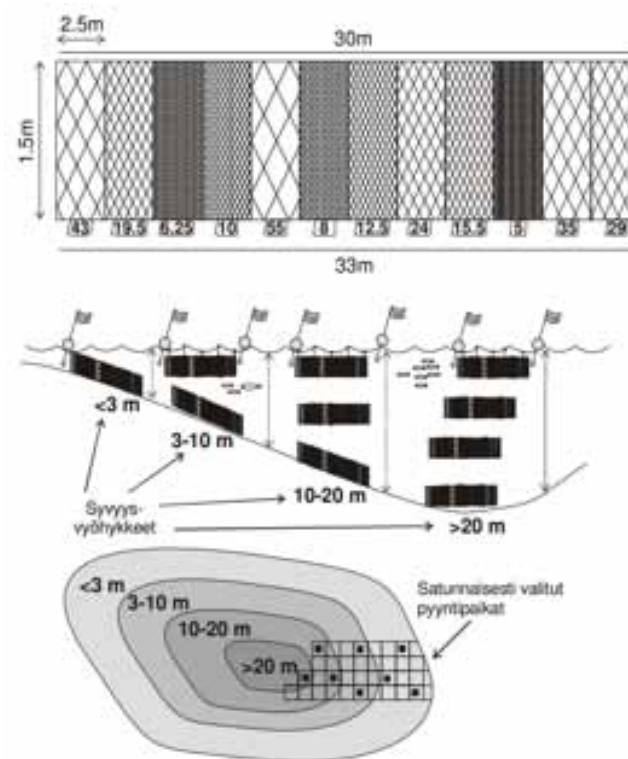 2.5m
30m
1.5m
43 19.5 6.25 10 55 8 12.5 24 15.5 5 35 29
33m
<3 m
3-10 m
10-20 m
>20 m
Syvyys-
vyöhykkeet
<3 m
3-10 m
10-20 m
>20 m
Satunnaisesti valitut
pyyntipaikat